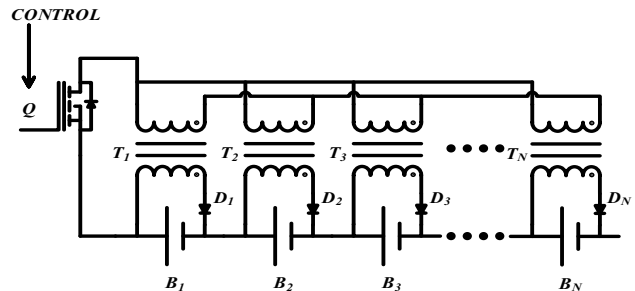 CONTROL
Q
T1 T2 T3 TN
D1 D2 D3 DN
B1 B2 B3 BN